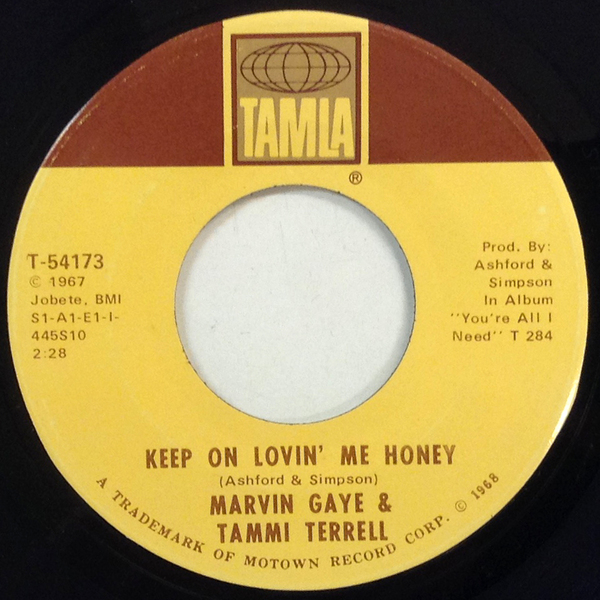 TAMLA
®
T-54173
© 1967
Jobete, BMI
S1-A1-E1-I-
445S10
2:28
Prod. By:
Ashford &
Simpson
In Album
"You're All I
Need" T 284
KEEP ON LOVIN' ME HONEY
(Ashford & Simpson)
MARVIN GAYE &
TAMMI TERRELL
A TRADEMARK OF MOTOWN RECORD CORP. © 1968